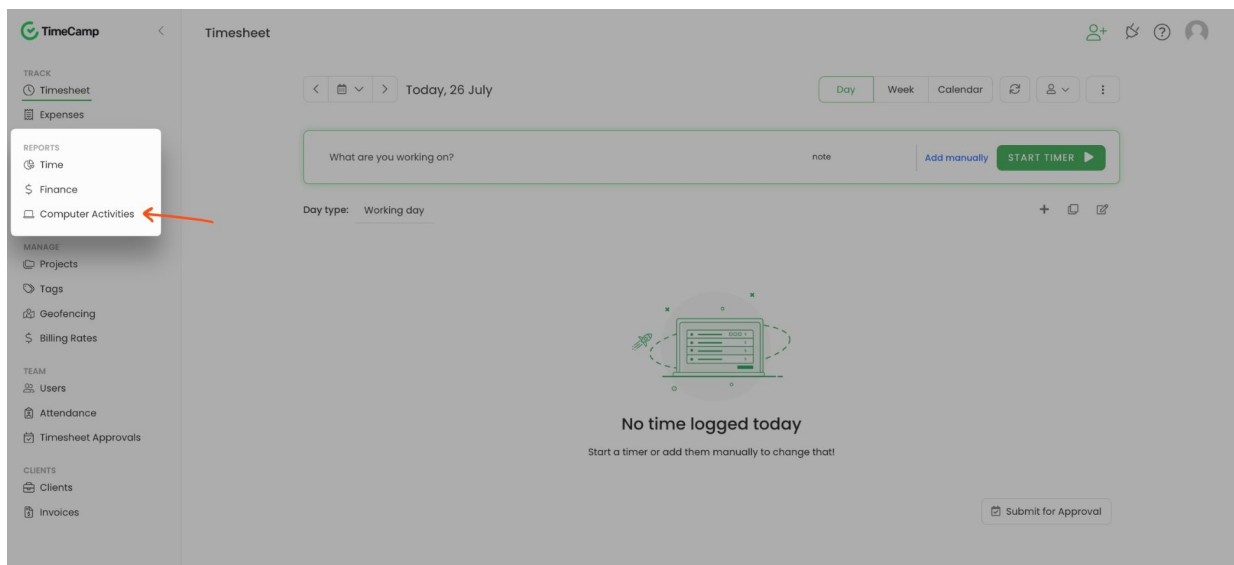 TimeCamp
Timesheet
TRACK
Timesheet
Expenses
REPORTS
Time
Finance
Computer Activities
MANAGE
Projects
Tags
Geofencing
Billing Rates
TEAM
Users
Attendance
Timesheet Approvals
CLIENTS
Clients
Invoices
Today, 26 July
Day Week Calendar
What are you working on? note Add manually START TIMER
Day type: Working day
No time logged today
Start a timer or add them manually to change that!
Submit for Approval